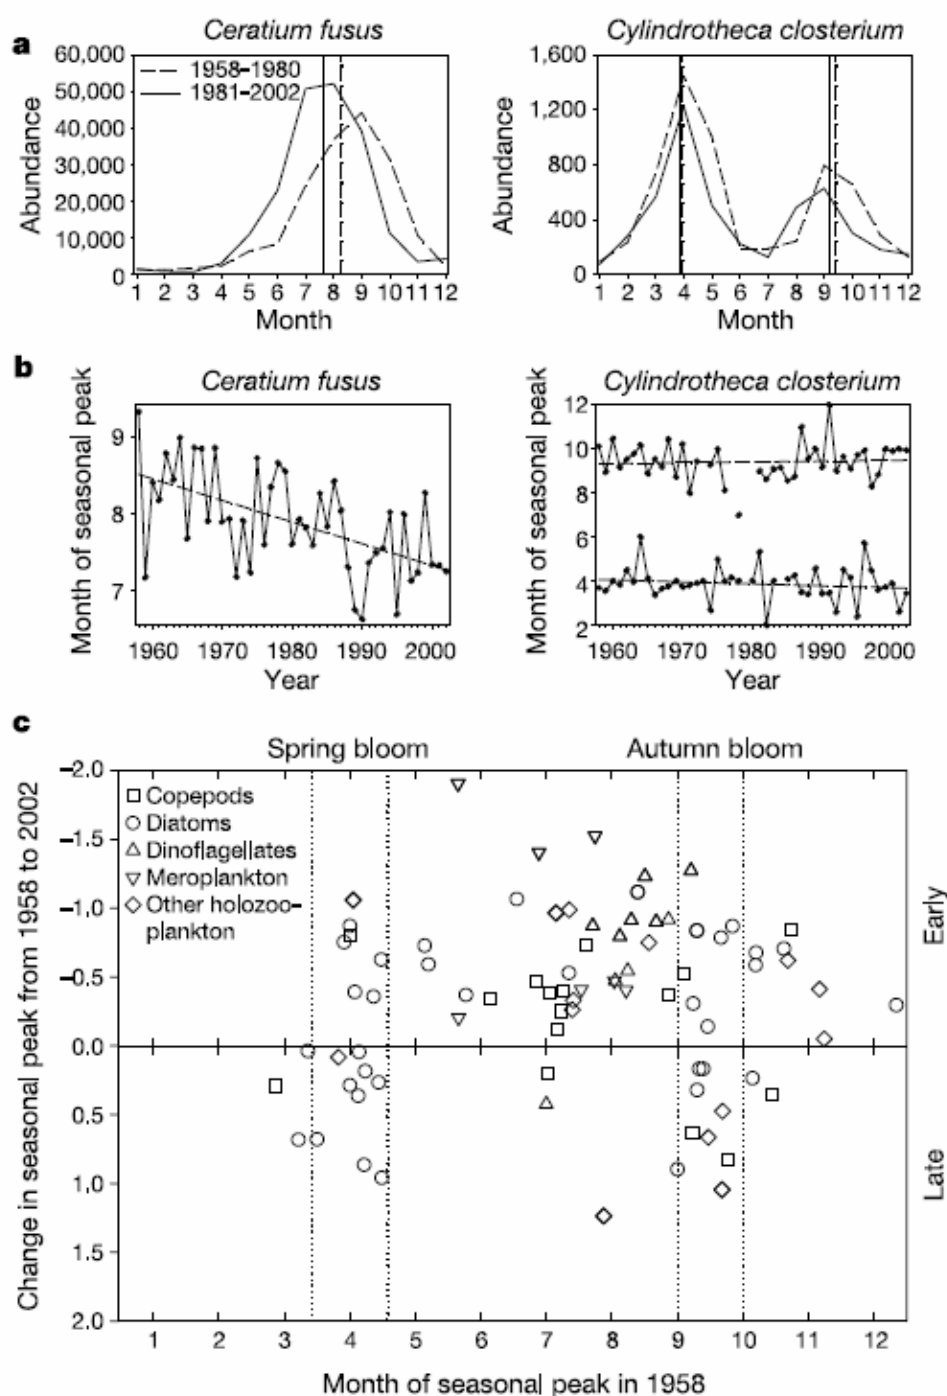 a
Ceratium fusus
Cylindrotheca closterium
60,000
50,000
40,000
30,000
20,000
10,000
0
Abundance
1958–1980
1981–2002
1 2 3 4 5 6 7 8 9 10 11 12
Month
1,600
1,200
800
400
0
Abundance
1 2 3 4 5 6 7 8 9 10 11 12
Month
b
Ceratium fusus
Cylindrotheca closterium
Month of seasonal peak
9
8
7
1960 1970 1980 1990 2000
Year
Month of seasonal peak
12
10
8
6
4
2
1960 1970 1980 1990 2000
Year
c
Spring bloom
Autumn bloom
Change in seasonal peak from 1958 to 2002
–2.0
–1.5
–1.0
–0.5
0.0
0.5
1.0
1.5
2.0
Copepods
Diatoms
Dinoflagellates
Meroplankton
Other holozoo-
plankton
Early
Late
1 2 3 4 5 6 7 8 9 10 11 12
Month of seasonal peak in 1958